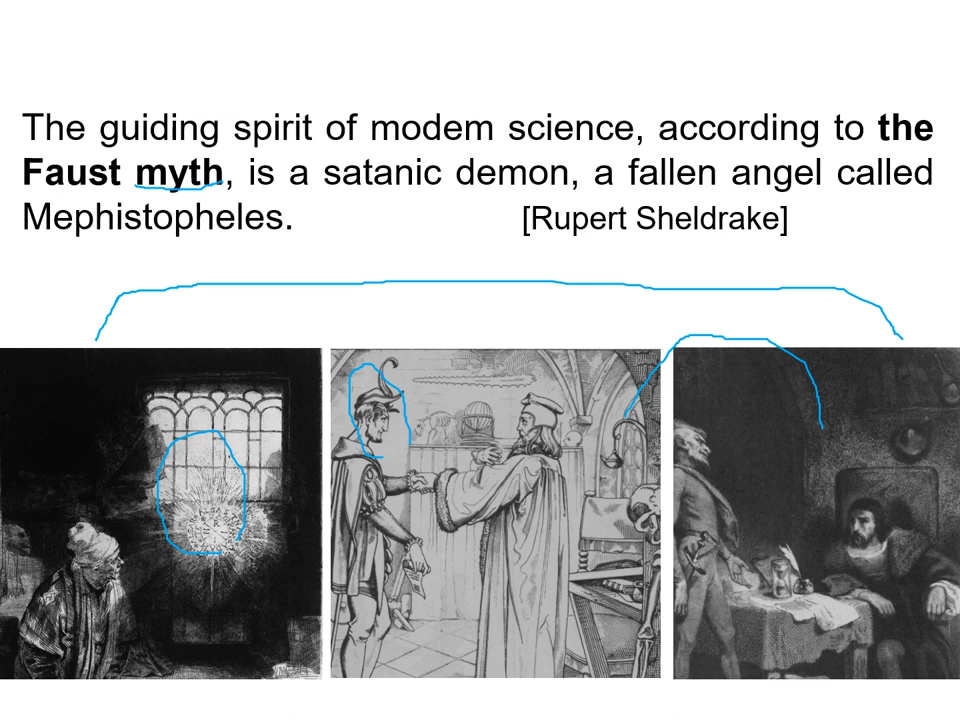 The guiding spirit of modem science, according to the
Faust myth, is a satanic demon, a fallen angel called
Mephistopheles. [Rupert Sheldrake]